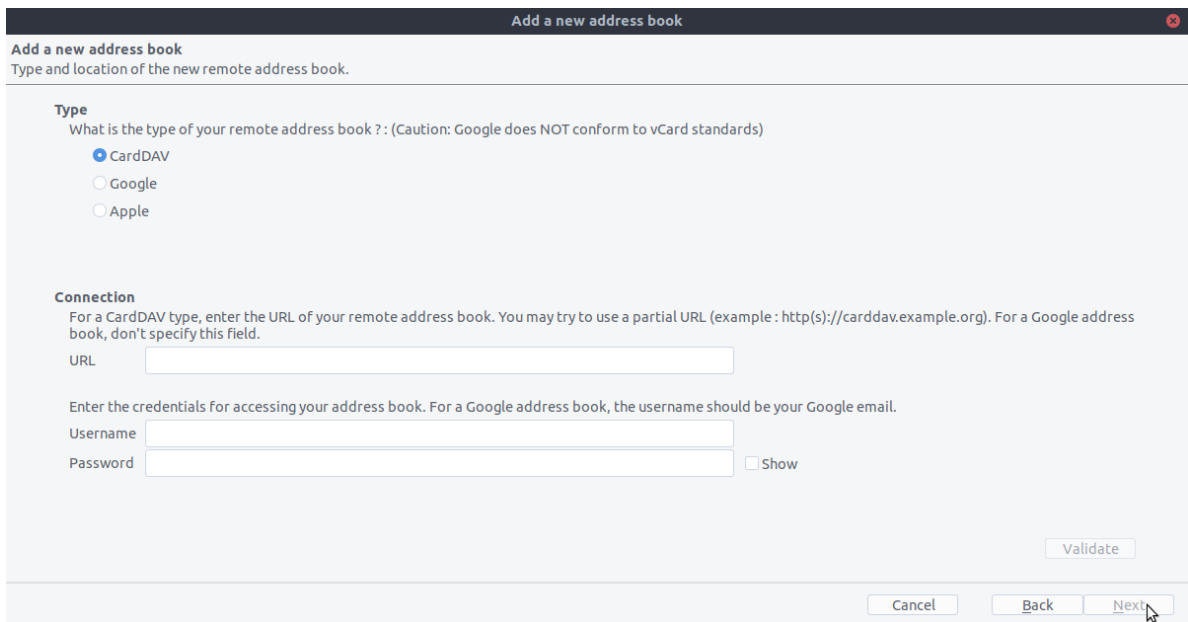 Add a new address book
Add a new address book
Type and location of the new remote address book.
Type
What is the type of your remote address book ? : (Caution: Google does NOT conform to vCard standards)
CardDAV
Google
Apple
Connection
For a CardDAV type, enter the URL of your remote address book. You may try to use a partial URL (example : http(s)://carddav.example.org). For a Google address
book, don't specify this field.
URL
Enter the credentials for accessing your address book. For a Google address book, the username should be your Google email.
Username
Password
Show
Validate
Cancel
Back
Next